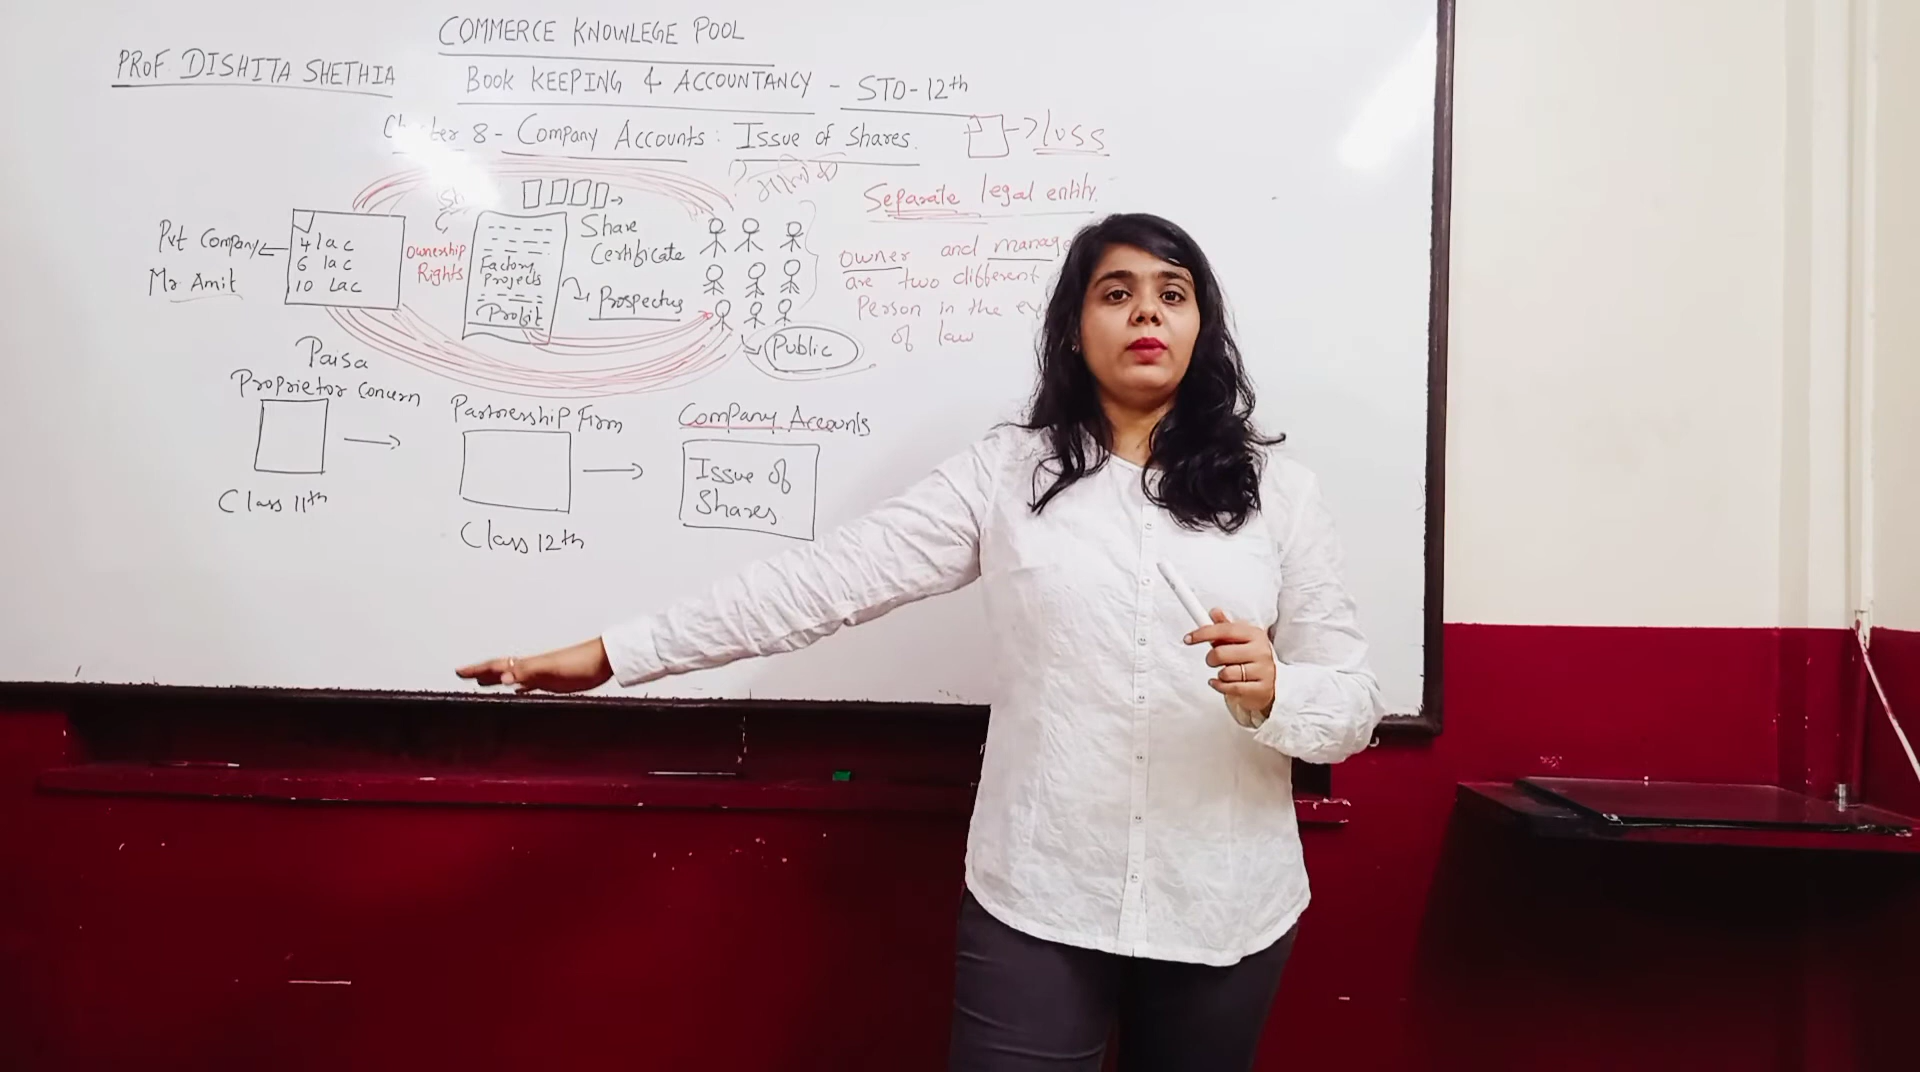 COMMERCE KNOWLEGE POOL
PROF. DISHITA SHETHIA
BOOK KEEPING & ACCOUNTANCY - STD-12th
8 - Company Accounts: Issue of Shares.
→ loss
Separate legal entity.
owner and manage
are two different
Person in the
of law
Pvt Company
Mr Amit
4 lac
6 lac
10 lac
Ownership
Rights
Factory
Projects
Profit
Share
Certificate
Prospectus
?
Public
Paisa
Proprietor concern
Class 11th
Partnership Firm
Class 12th
Company Accounts
Issue of
Shares